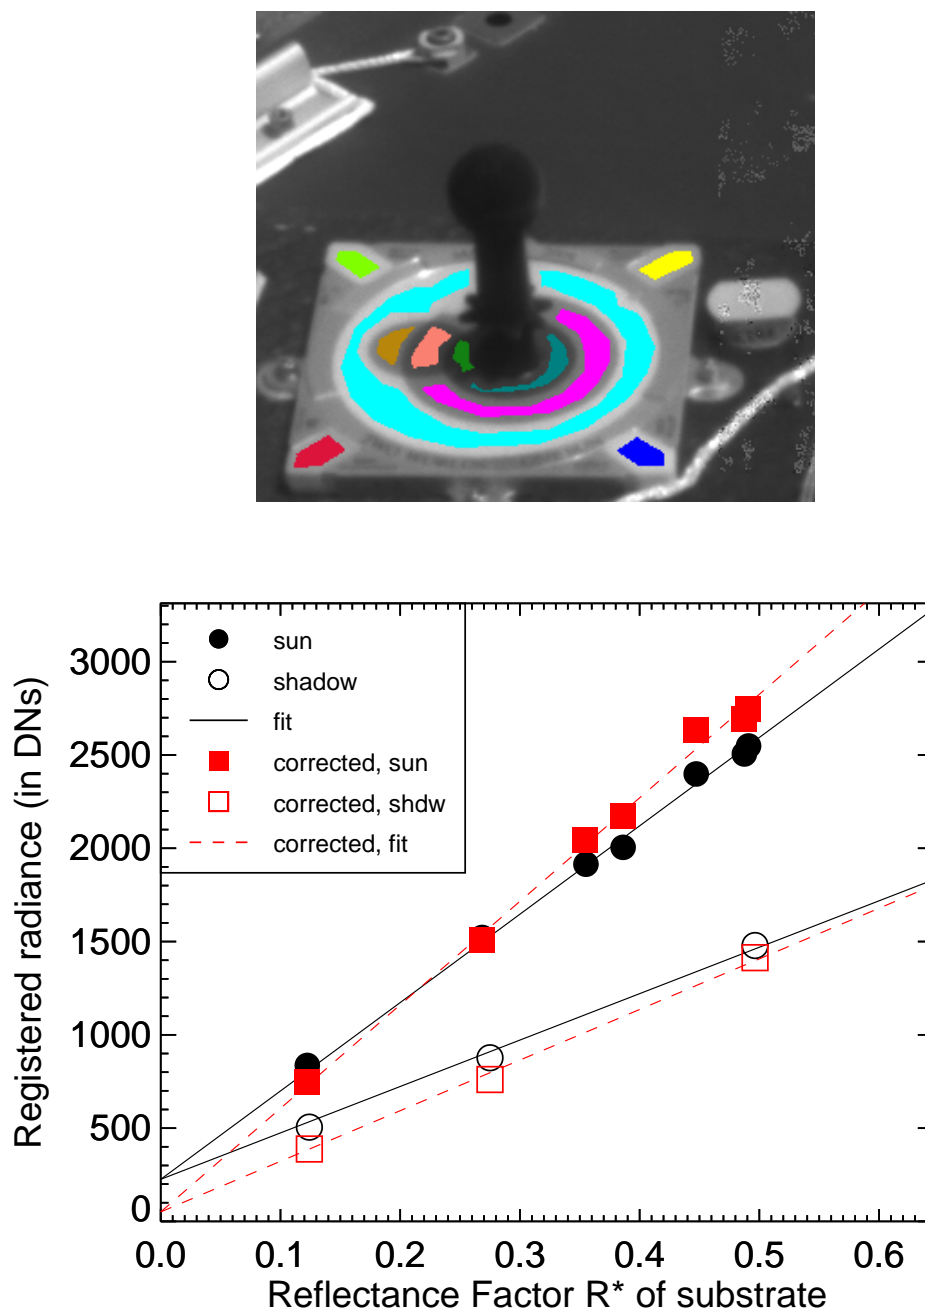 3000
2500
2000
1500
1000
500
0
Registered radiance (in DNs)
sun
shadow
fit
corrected, sun
corrected, shdw
corrected, fit
0.0 0.1 0.2 0.3 0.4 0.5 0.6
Reflectance Factor R* of substrate